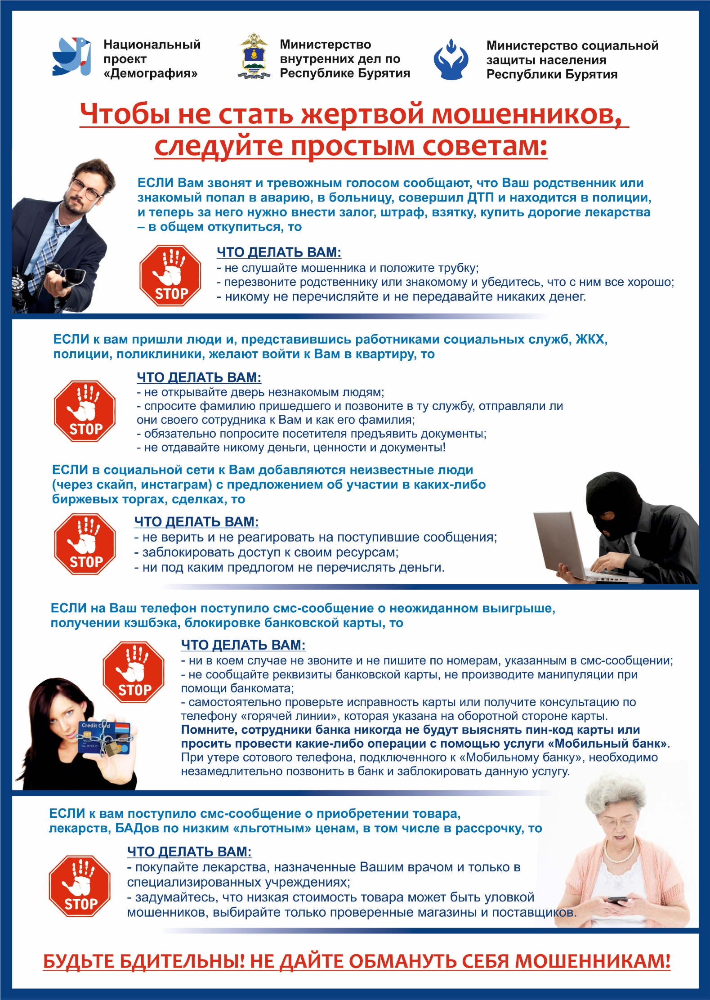 Национальный
проект
«Демография»
Министерство
внутренних дел по
Республике Бурятия
Министерство социальной
защиты населения
Республики Бурятия
Чтобы не стать жертвой мошенников,
следуйте простым советам:
ЕСЛИ Вам звонят и тревожным голосом сообщают, что Ваш родственник или
знакомый попал в аварию, в больницу, совершил ДТП и находится в полиции,
и теперь за него нужно внести залог, штраф, взятку, купить дорогие лекарства
– в общем откупиться, то
STOP
ЧТО ДЕЛАТЬ ВАМ:
- не слушайте мошенника и положите трубку;
- перезвоните родственнику или знакомому и убедитесь, что с ним все хорошо;
- никому не перечисляйте и не передавайте никаких денег.
ЕСЛИ к вам пришли люди и, представившись работниками социальных служб, ЖКХ,
полиции, поликлиники, желают войти к Вам в квартиру, то
STOP
ЧТО ДЕЛАТЬ ВАМ:
- не открывайте дверь незнакомым людям;
- спросите фамилию пришедшего и позвоните в ту службу, отправляли ли
они своего сотрудника к Вам и как его фамилия;
- обязательно попросите посетителя предъявить документы;
- не отдавайте никому деньги, ценности и документы!
ЕСЛИ в социальной сети к Вам добавляются неизвестные люди
(через скайп, инстаграм) с предложением об участии в каких-либо
биржевых торгах, сделках, то
STOP
ЧТО ДЕЛАТЬ ВАМ:
- не верить и не реагировать на поступившие сообщения;
- заблокировать доступ к своим ресурсам;
- ни под каким предлогом не перечислять деньги.
ЕСЛИ на Ваш телефон поступило смс-сообщение о неожиданном выигрыше,
получении кэшбэка, блокировке банковской карты, то
STOP
ЧТО ДЕЛАТЬ ВАМ:
- ни в коем случае не звоните и не пишите по номерам, указанным в смс-сообщении;
- не сообщайте реквизиты банковской карты, не производите манипуляции при
помощи банкомата;
- самостоятельно проверьте исправность карты или получите консультацию по
телефону «горячей линии», которая указана на оборотной стороне карты.
Помните, сотрудники банка никогда не будут выяснять пин-код карты или
просить провести какие-либо операции с помощью услуги «Мобильный банк».
При утере сотового телефона, подключенного к «Мобильному банку», необходимо
незамедлительно позвонить в банк и заблокировать данную услугу.
Credit Card
ЕСЛИ к вам поступило смс-сообщение о приобретении товара,
лекарств, БАДов по низким «льготным» ценам, в том числе в рассрочку, то
STOP
ЧТО ДЕЛАТЬ ВАМ:
- покупайте лекарства, назначенные Вашим врачом и только в
специализированных учреждениях;
- задумайтесь, что низкая стоимость товара может быть уловкой
мошенников, выбирайте только проверенные магазины и поставщиков.
БУДЬТЕ БДИТЕЛЬНЫ! НЕ ДАЙТЕ ОБМАНУТЬ СЕБЯ МОШЕННИКАМ!